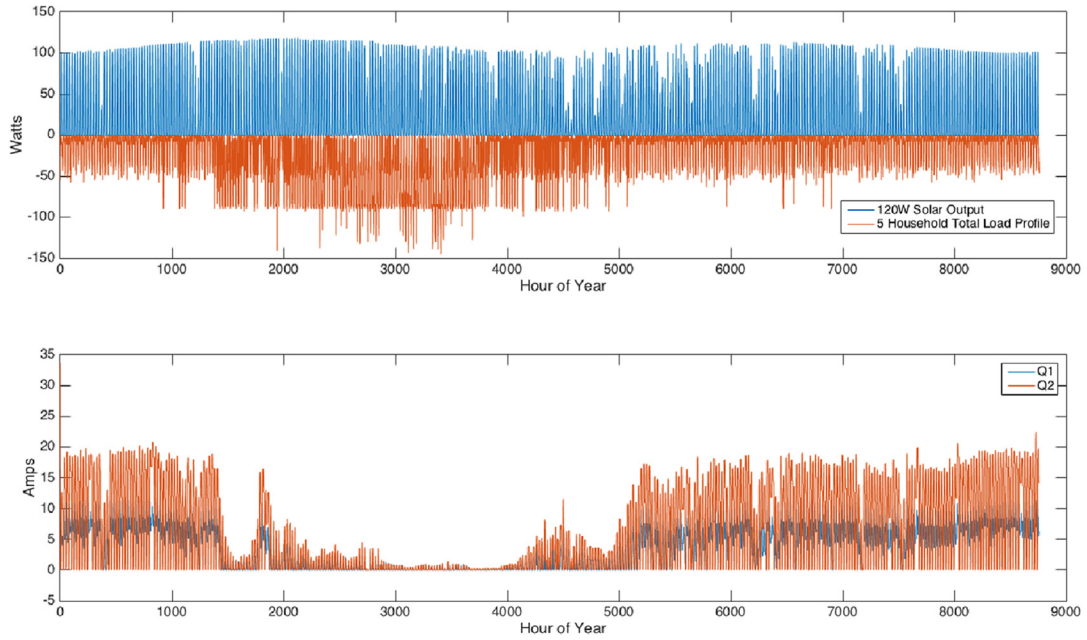 150
100
50
0
-50
-100
-150
Watts
120W Solar Output
5 Household Total Load Profile
0 1000 2000 3000 4000 5000 6000 7000 8000 9000
Hour of Year
35
30
25
20
15
10
5
0
-5
Amps
Q1
Q2
0 1000 2000 3000 4000 5000 6000 7000 8000 9000
Hour of Year